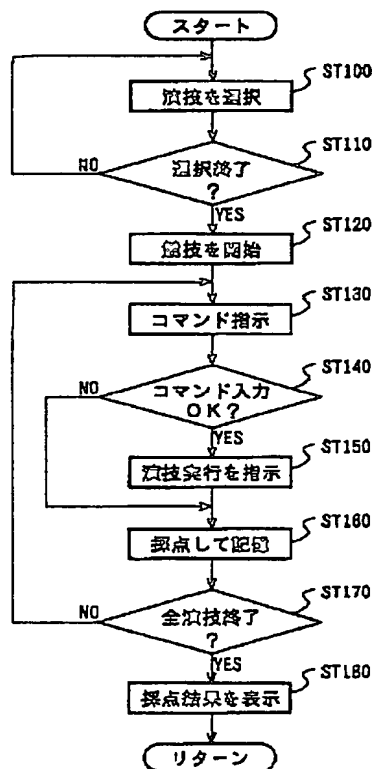 スタート
ST100
演技を選択
ST110
選択終了
?
NO
YES
ST120
演技を開始
ST130
コマンド指示
ST140
コマンド入力
OK?
NO
YES
ST150
演技実行を指示
ST160
採点して記憶
ST170
全演技終了
?
NO
YES
ST180
採点結果を表示
リターン